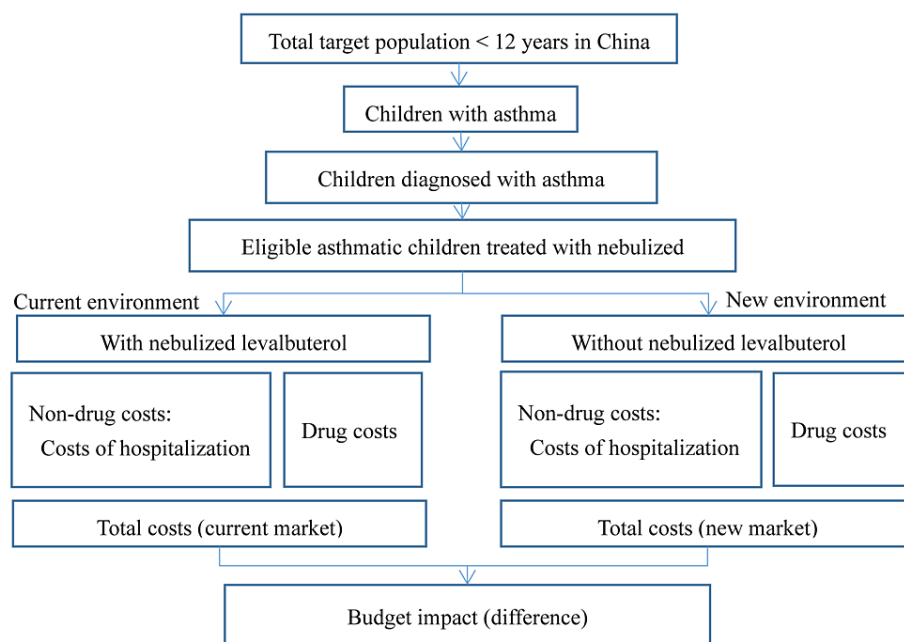 Total target population < 12 years in China
Children with asthma
Children diagnosed with asthma
Eligible asthmatic children treated with nebulized
Current environment
New environment
With nebulized levalbuterol
Without nebulized levalbuterol
Non-drug costs:
Costs of hospitalization
Drug costs
Non-drug costs:
Costs of hospitalization
Drug costs
Total costs (current market)
Total costs (new market)
Budget impact (difference)